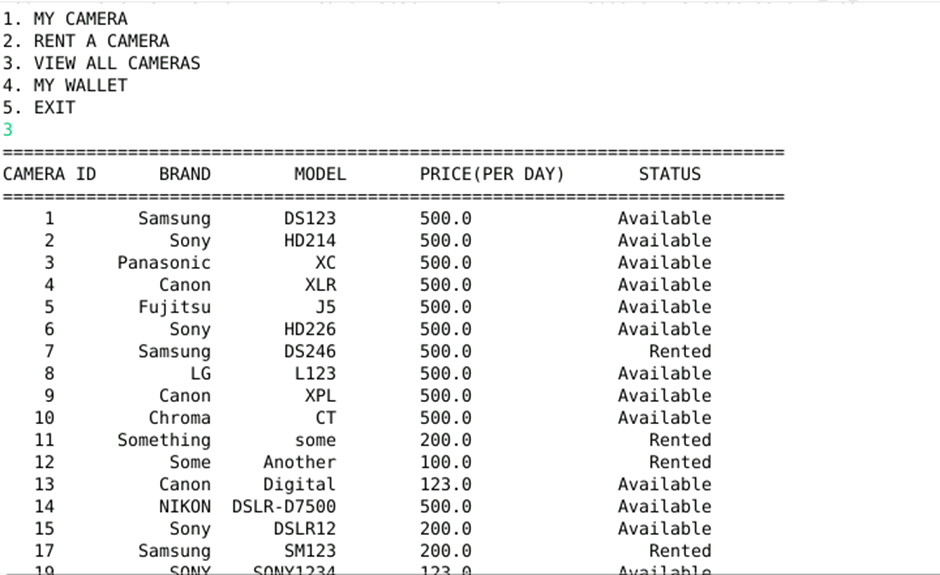 1. MY CAMERA
2. RENT A CAMERA
3. VIEW ALL CAMERAS
4. MY WALLET
5. EXIT
3
===========================================================================
CAMERA ID BRAND MODEL PRICE(PER DAY) STATUS
===========================================================================
1 Samsung DS123 500.0 Available
2 Sony HD214 500.0 Available
3 Panasonic XC 500.0 Available
4 Canon XLR 500.0 Available
5 Fujitsu J5 500.0 Available
6 Sony HD226 500.0 Available
7 Samsung DS246 500.0 Rented
8 LG L123 500.0 Available
9 Canon XPL 500.0 Available
10 Chroma CT 500.0 Available
11 Something some 200.0 Rented
12 Some Another 100.0 Rented
13 Canon Digital 123.0 Available
14 NIKON DSLR-D7500 500.0 Available
15 Sony DSLR12 200.0 Available
17 Samsung SM123 200.0 Rented
19 SONY SONY1234 123.0 Available